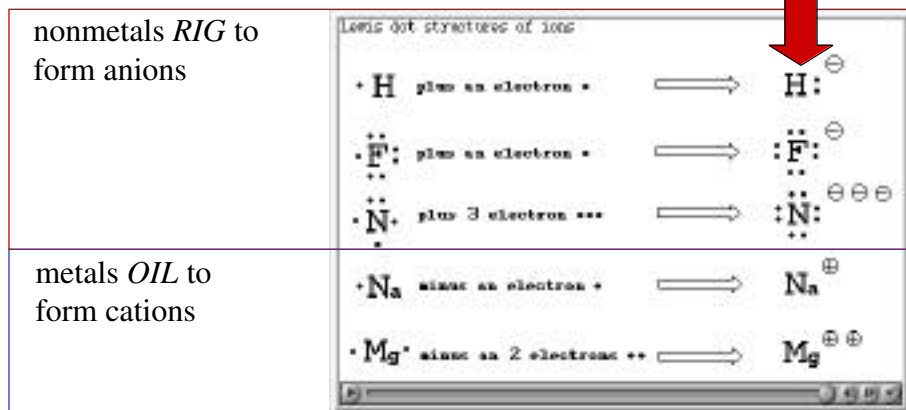 nonmetals RIG to
form anions
Lewis dot structures of ions
H plus an electron H ⊖
F plus an electron F ⊖
N plus 3 electron N ⊖ ⊖ ⊖
metals OIL to
form cations
Na minus an electron Na ⊕
Mg minus an 2 electrons Mg ⊕ ⊕